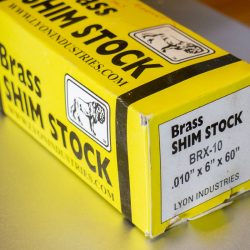 Brass
SHIM STOCK
WWW.LYONINDUSTRIES.COM
Brass
SHIM STOCK
WWW.LYONINDUSTRIES.COM
Brass
SHIM STOCK
BRX-10
.010" x 6" x 60"
LYON INDUSTRIES